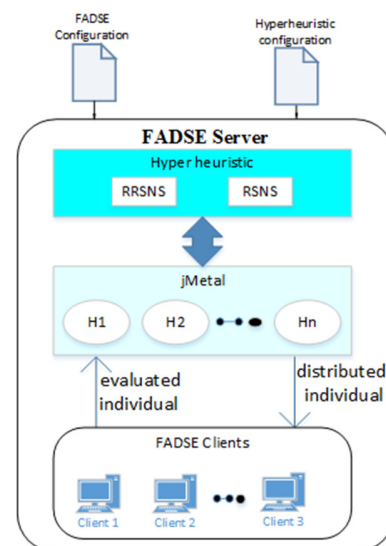 FADSE
Configuration
Hyperheuristic
configuration
FADSE Server
Hyper heuristic
RRSNS
RSNS
jMetal
H1
H2
Hn
evaluated
individual
distributed
individual
FADSE Clients
Client 1
Client 2
Client 3